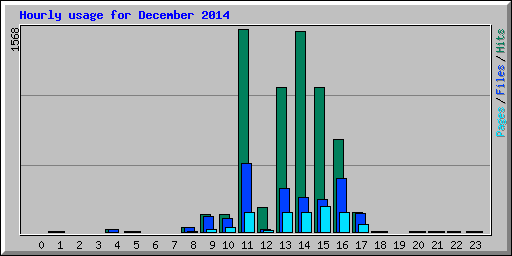 Hourly usage for December 2014
1568
Pages/Files/Hits
0 1 2 3 4 5 6 7 8 9 10 11 12 13 14 15 16 17 18 19 20 21 22 23